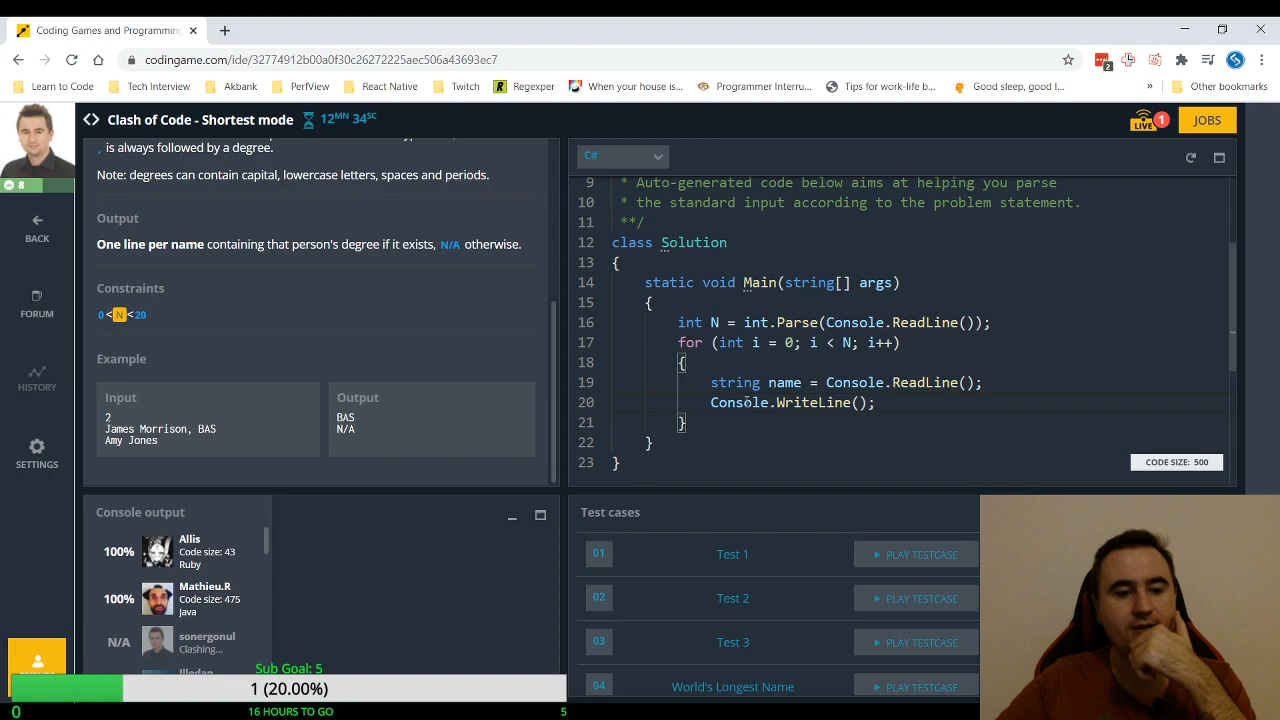 Coding Games and Programming
codingame.com/ide/32774912b00a0f30c26272225aec506a43693ec7
2
Learn to Code
Tech Interview
Akbank
PerfView
React Native
Twitch
Regexper
When your house is...
Programmer Interru...
Tips for work-life b...
Good sleep, good l...
»
Other bookmarks
Clash of Code - Shortest mode
12MN 34SC
LIVE
1
JOBS
8
BACK
FORUM
HISTORY
SETTINGS
, is always followed by a degree.
Note: degrees can contain capital, lowercase letters, spaces and periods.
Output
One line per name containing that person's degree if it exists, N/A otherwise.
Constraints
0<N<20
Example
Input
2
James Morrison, BAS
Amy Jones
Output
BAS
N/A
C#
9 * Auto-generated code below aims at helping you parse
10 * the standard input according to the problem statement.
11 **/
12 class Solution
13 {
14 static void Main(string[] args)
15 {
16 int N = int.Parse(Console.ReadLine());
17 for (int i = 0; i < N; i++)
18 {
19 string name = Console.ReadLine();
20 Console.WriteLine();
21 }
22 }
23 }
CODE SIZE: 500
Console output
100%
Allis
Code size: 43
Ruby
100%
Mathieu.R
Code size: 475
Java
N/A
sonergonul
Clashing...
Test cases
01 Test 1 PLAY TESTCASE
02 Test 2 PLAY TESTCASE
03 Test 3 PLAY TESTCASE
04 World's Longest Name PLAY TESTCASE
Sub Goal: 5
1 (20.00%)
0
16 HOURS TO GO
5